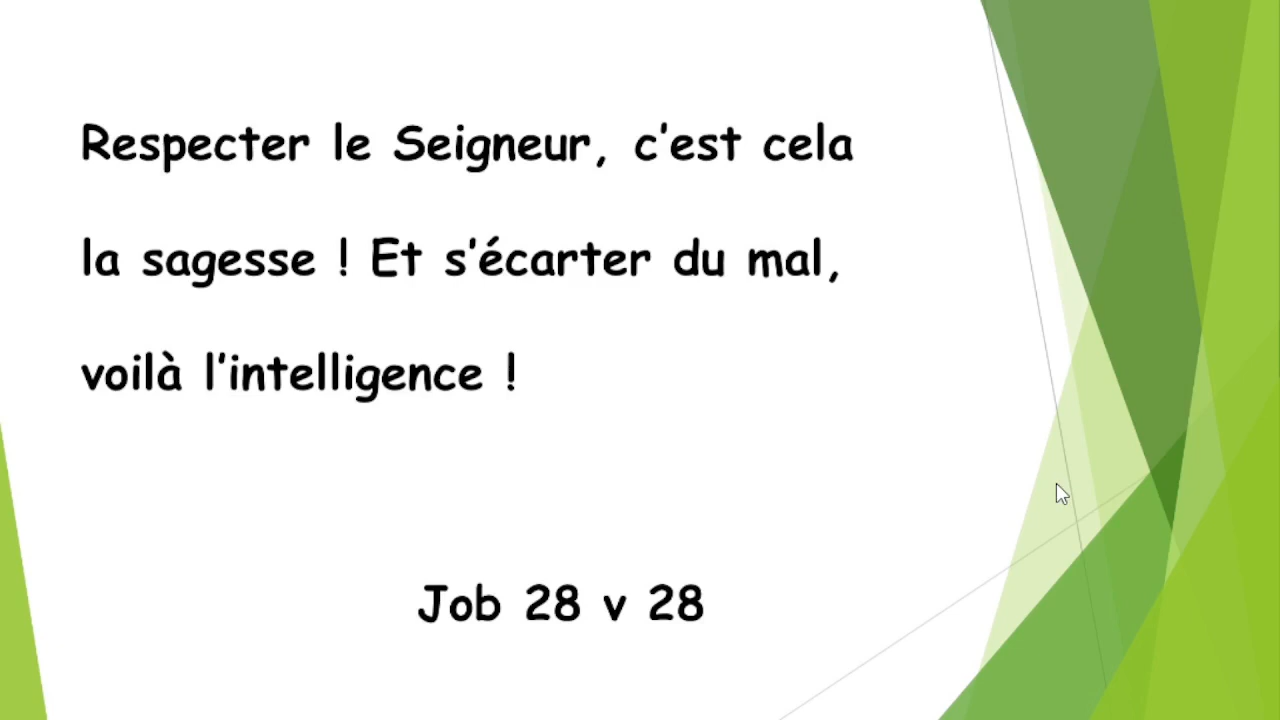 Respecter le Seigneur, c’est cela
la sagesse ! Et s’écarter du mal,
voilà l’intelligence !
Job 28 v 28